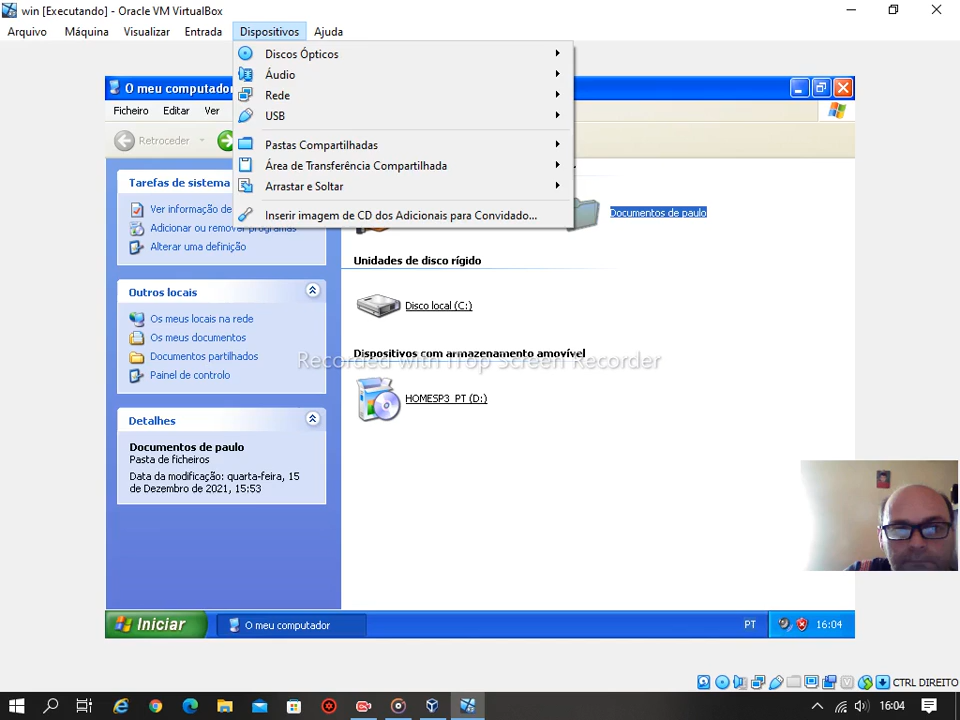 win [Executando] - Oracle VM VirtualBox
Arquivo Máquina Visualizar Entrada Dispositivos Ajuda
Discos Ópticos
Áudio
Rede
USB
Pastas Compartilhadas
Área de Transferência Compartilhada
Arrastar e Soltar
Inserir imagem de CD dos Adicionais para Convidado...
O meu computador
Ficheiro Editar Ver
Retroceder
Tarefas de sistema
Ver informação de
Adicionar ou remover programas
Alterar uma definição
Outros locais
Os meus locais na rede
Os meus documentos
Documentos partilhados
Painel de controlo
Detalhes
Documentos de paulo
Pasta de ficheiros
Data da modificação: quarta-feira, 15
de Dezembro de 2021, 15:53
Documentos de paulo
Unidades de disco rígido
Disco local (C:)
Dispositivos com armazenamento amovível
Recorded with iTop Screen Recorder
HOMESP3_PT (D:)
Iniciar O meu computador PT 16:04
CTRL DIREITO
16:04